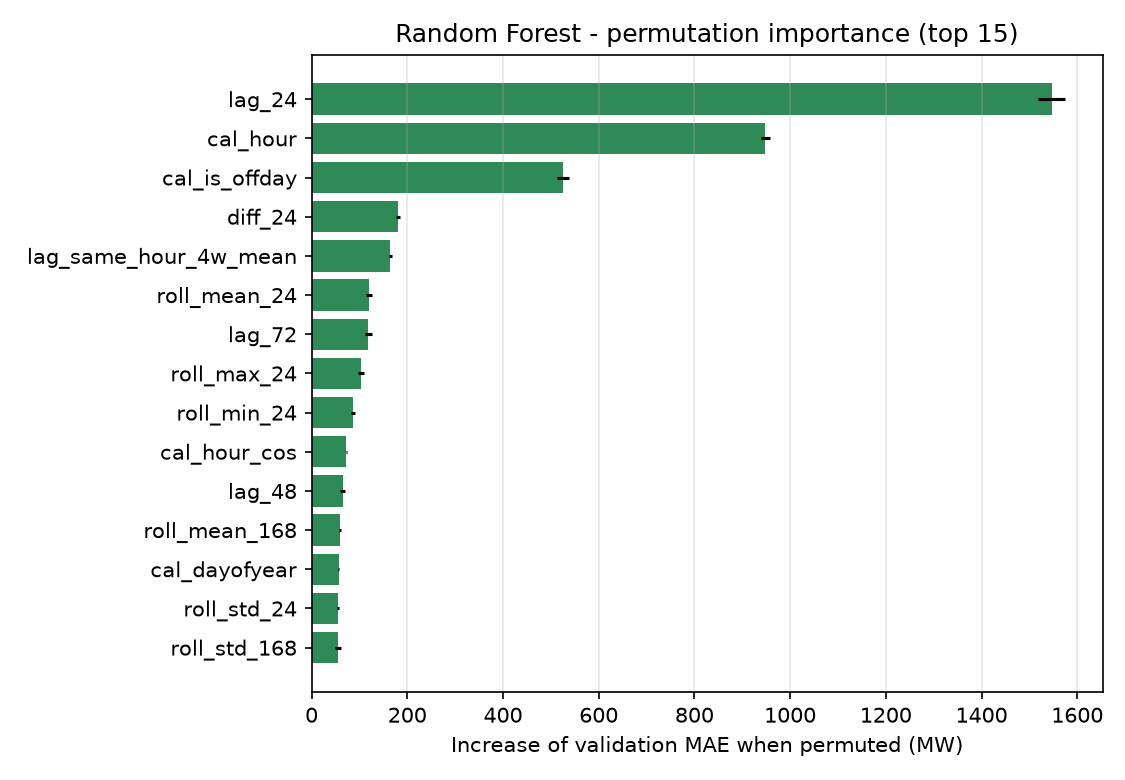 Random Forest - permutation importance (top 15)
lag_24
cal_hour
cal_is_offday
diff_24
lag_same_hour_4w_mean
roll_mean_24
lag_72
roll_max_24
roll_min_24
cal_hour_cos
lag_48
roll_mean_168
cal_dayofyear
roll_std_24
roll_std_168
0 200 400 600 800 1000 1200 1400 1600
Increase of validation MAE when permuted (MW)